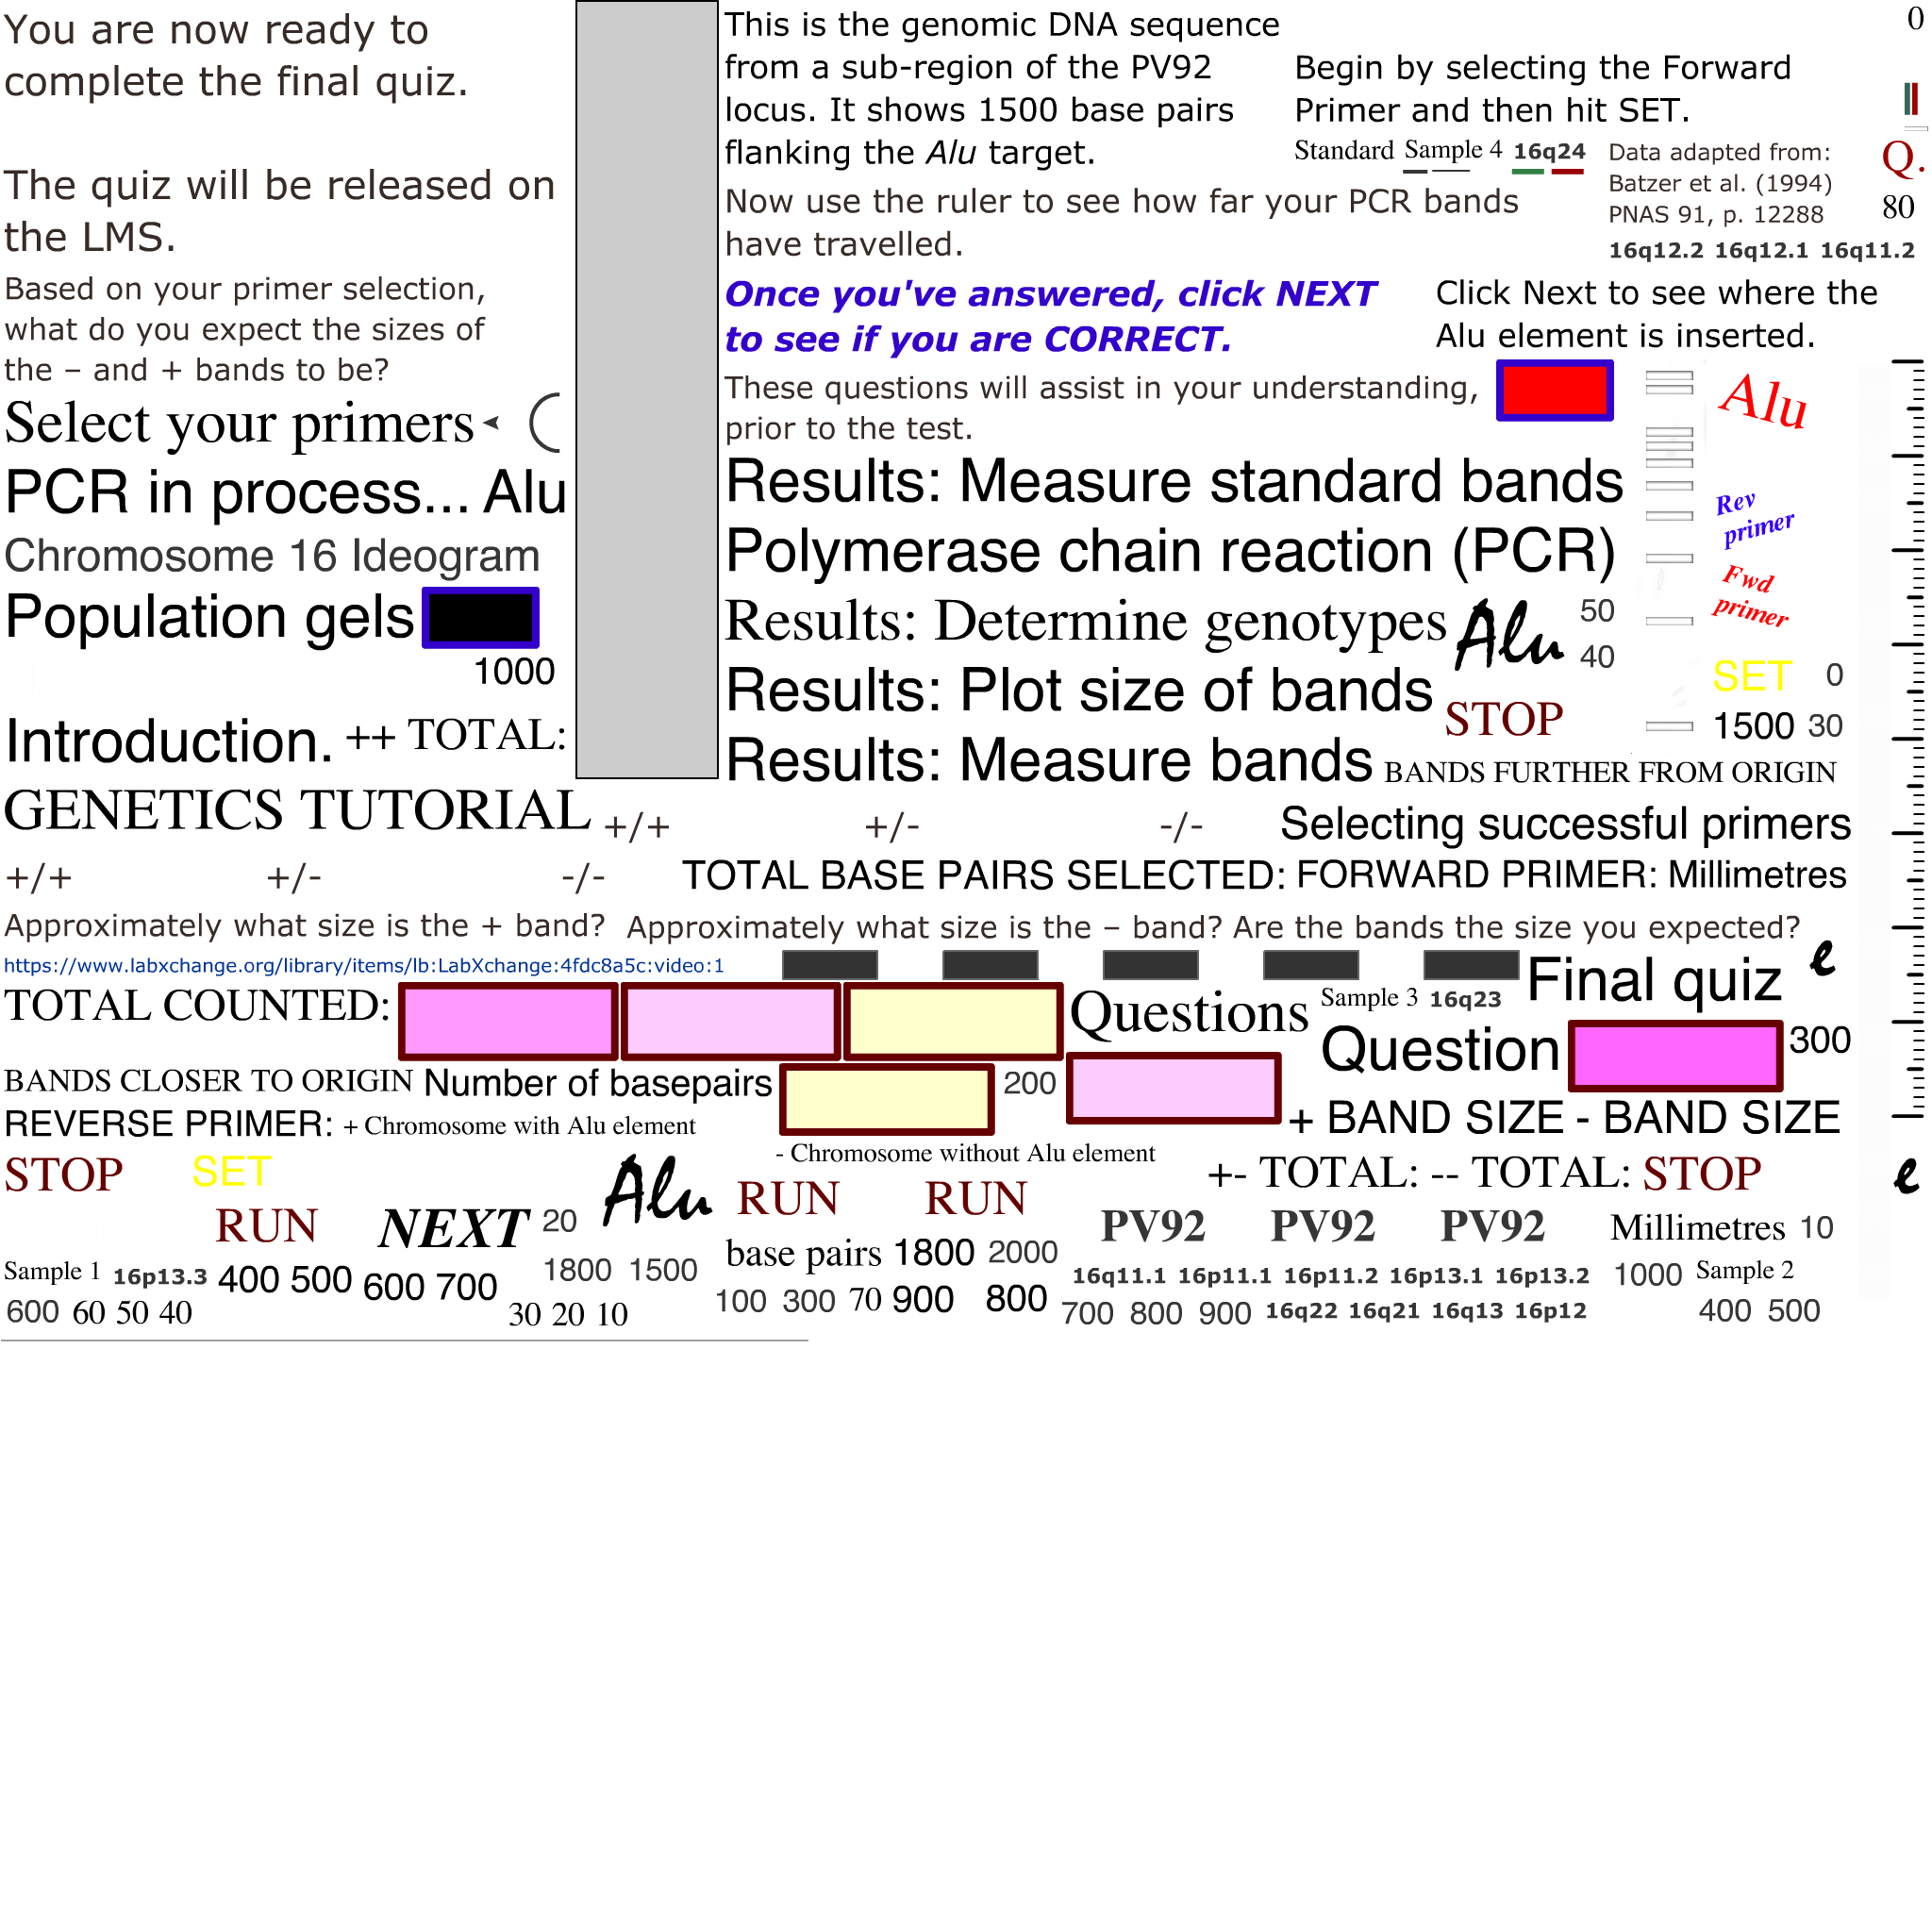 You are now ready to
complete the final quiz.
The quiz will be released on
the LMS.
Based on your primer selection,
what do you expect the sizes of
the – and + bands to be?
Select your primers
PCR in process... Alu
Chromosome 16 Ideogram
Population gels
1000
Introduction. ++ TOTAL:
GENETICS TUTORIAL
This is the genomic DNA sequence
from a sub-region of the PV92
locus. It shows 1500 base pairs
flanking the Alu target.
Begin by selecting the Forward
Primer and then hit SET.
Standard Sample 4 16q24
Data adapted from:
Batzer et al. (1994)
PNAS 91, p. 12288
0
Q.
80
16q12.2 16q12.1 16q11.2
Now use the ruler to see how far your PCR bands
have travelled.
Once you've answered, click NEXT
to see if you are CORRECT.
Click Next to see where the
Alu element is inserted.
These questions will assist in your understanding,
prior to the test.
Alu
Results: Measure standard bands
Rev
primer
Polymerase chain reaction (PCR)
Fwd
primer
Results: Determine genotypes Alu 50
40
Results: Plot size of bands
STOP
SET 0
1500 30
Results: Measure bands BANDS FURTHER FROM ORIGIN
+/+ +/- -/- Selecting successful primers
+/+ +/- -/- TOTAL BASE PAIRS SELECTED: FORWARD PRIMER: Millimetres
Approximately what size is the + band? Approximately what size is the – band? Are the bands the size you expected?
https://www.labxchange.org/library/items/lb:LabXchange:4fdc8a5c:video:1
e
TOTAL COUNTED: Questions Sample 3 16q23 Final quiz
Question 300
BANDS CLOSER TO ORIGIN Number of basepairs 200
REVERSE PRIMER: + Chromosome with Alu element + BAND SIZE - BAND SIZE
- Chromosome without Alu element
STOP SET Alu RUN RUN +- TOTAL: -- TOTAL: STOP e
RUN NEXT 20 PV92 PV92 PV92 Millimetres 10
Sample 1 16p13.3 400 500 600 700 1800 1500 base pairs 1800 2000 16q11.1 16p11.1 16p11.2 16p13.1 16p13.2 1000 Sample 2
600 60 50 40 30 20 10 100 300 70 900 800 700 800 900 16q22 16q21 16q13 16p12 400 500